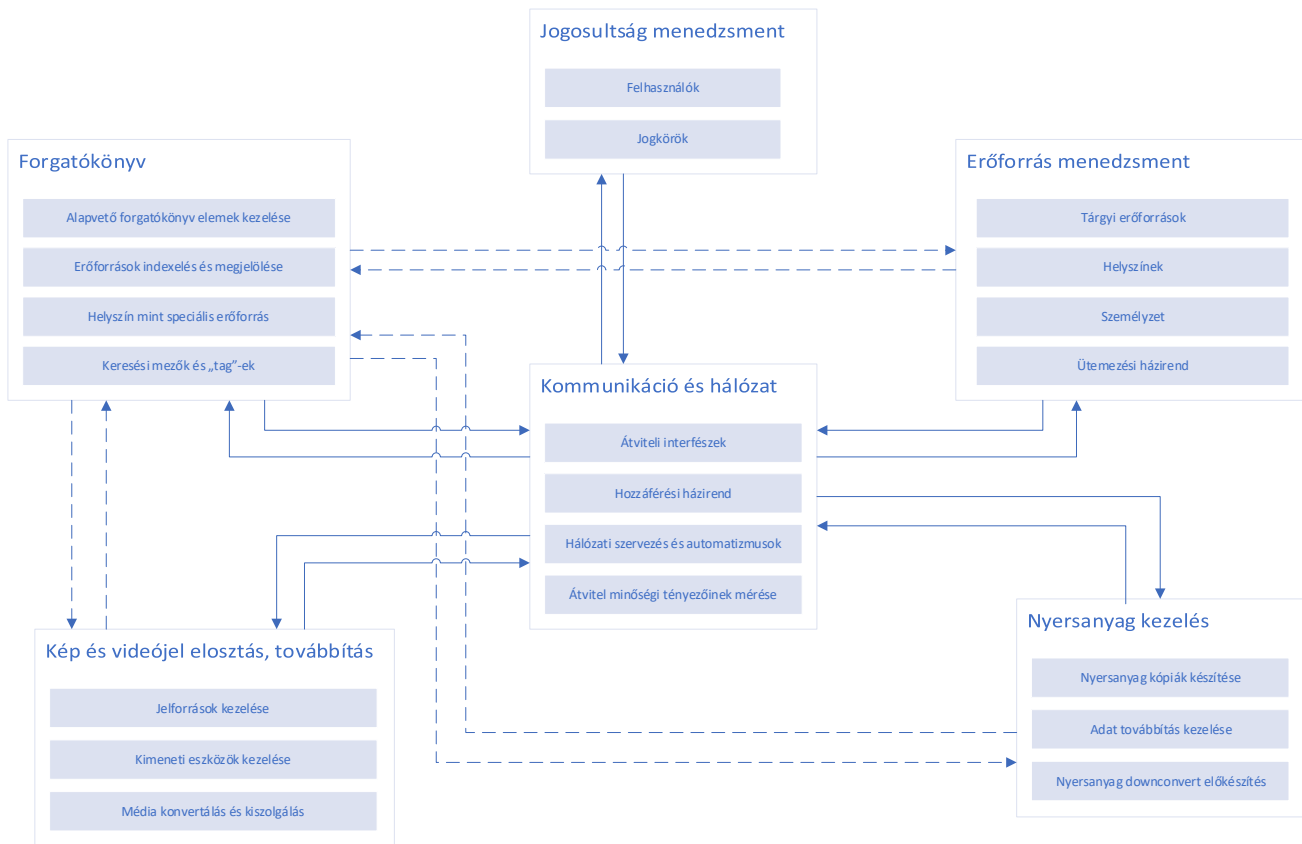 Jogosultság menedzsment
Felhasználók
Jogkörök
Forgatókönyv
Alapvető forgatókönyv elemek kezelése
Erőforrások indexelés és megjelölése
Helyszín mint speciális erőforrás
Keresési mezők és „tag”-ek
Erőforrás menedzsment
Tárgyi erőforrások
Helyszínek
Személyzet
Ütemezési házirend
Kommunikáció és hálózat
Átviteli interfészek
Hozzáférési házirend
Hálózati szervezés és automatizmusok
Átvitel minőségi tényezőinek mérése
Kép és videójel elosztás, továbbítás
Jelforrások kezelése
Kimeneti eszközök kezelése
Média konvertálás és kiszolgálás
Nyersanyag kezelés
Nyersanyag kópiák készítése
Adat továbbítás kezelése
Nyersanyag downconvert előkészítés